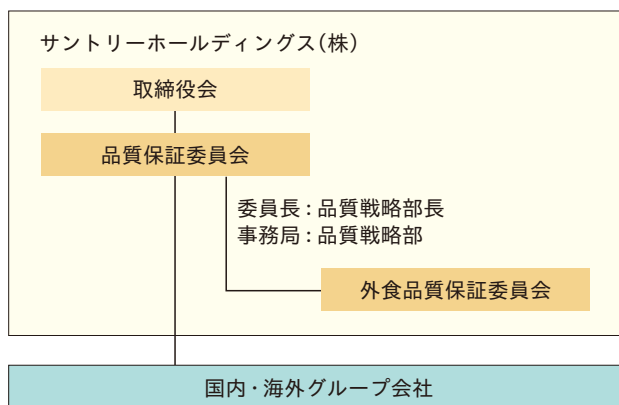 サントリーホールディングス(株)
取締役会
品質保証委員会
委員長：品質戦略部長
事務局：品質戦略部
外食品質保証委員会
国内・海外グループ会社